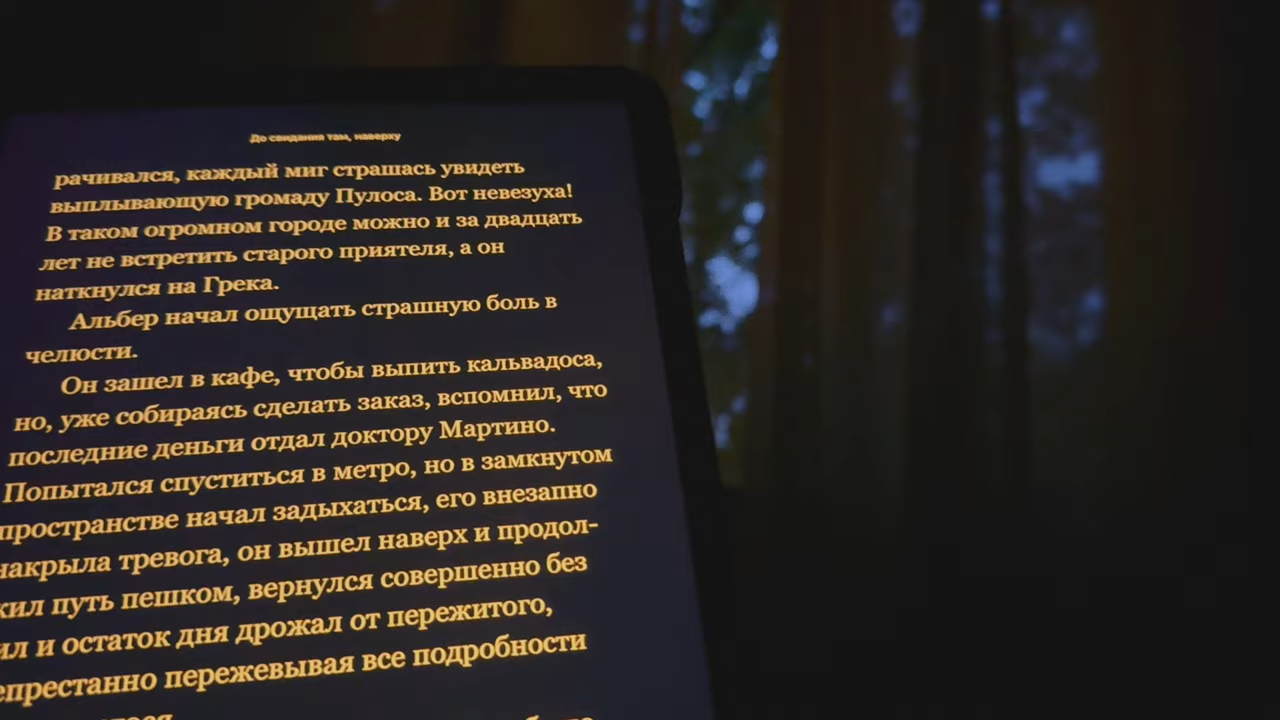 До свидания там, наверху
рачивался, каждый миг страшась увидеть
выплывающую громаду Пулоса. Вот невезуха!
В таком огромном городе можно и за двадцать
лет не встретить старого приятеля, а он
наткнулся на Грека.
Альбер начал ощущать страшную боль в
челюсти.
Он зашел в кафе, чтобы выпить кальвадоса,
но, уже собираясь сделать заказ, вспомнил, что
последние деньги отдал доктору Мартино.
Попытался спуститься в метро, но в замкнутом
пространстве начал задыхаться, его внезапно
накрыла тревога, он вышел наверх и продол-
жил путь пешком, вернулся совершенно без
ил и остаток дня дрожал от пережитого,
епрестанно пережевывая все подробности